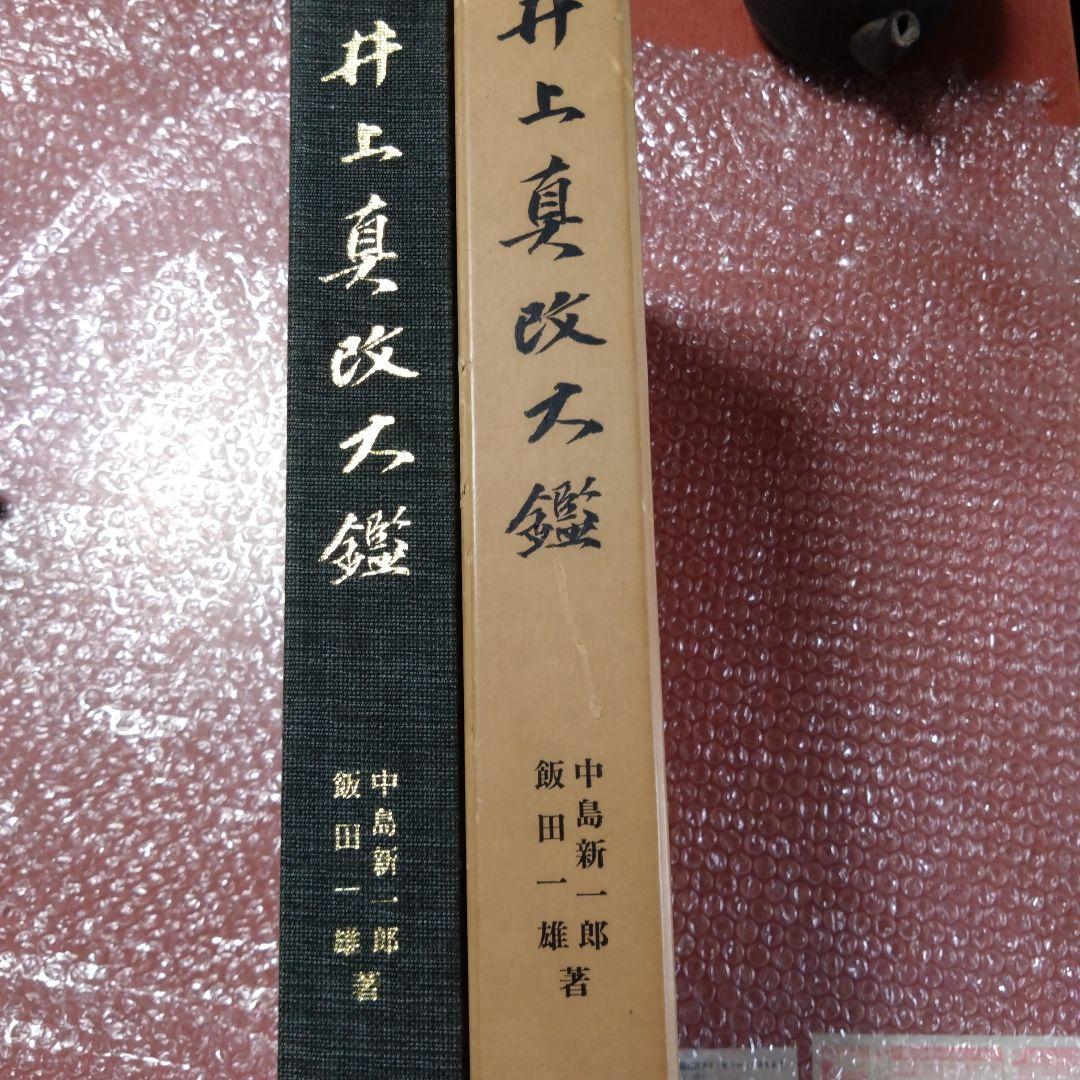 井上真改大鑑
中島新一郎
飯田一雄
著
井上真改大鑑
中島新一郎
飯田一雄
著